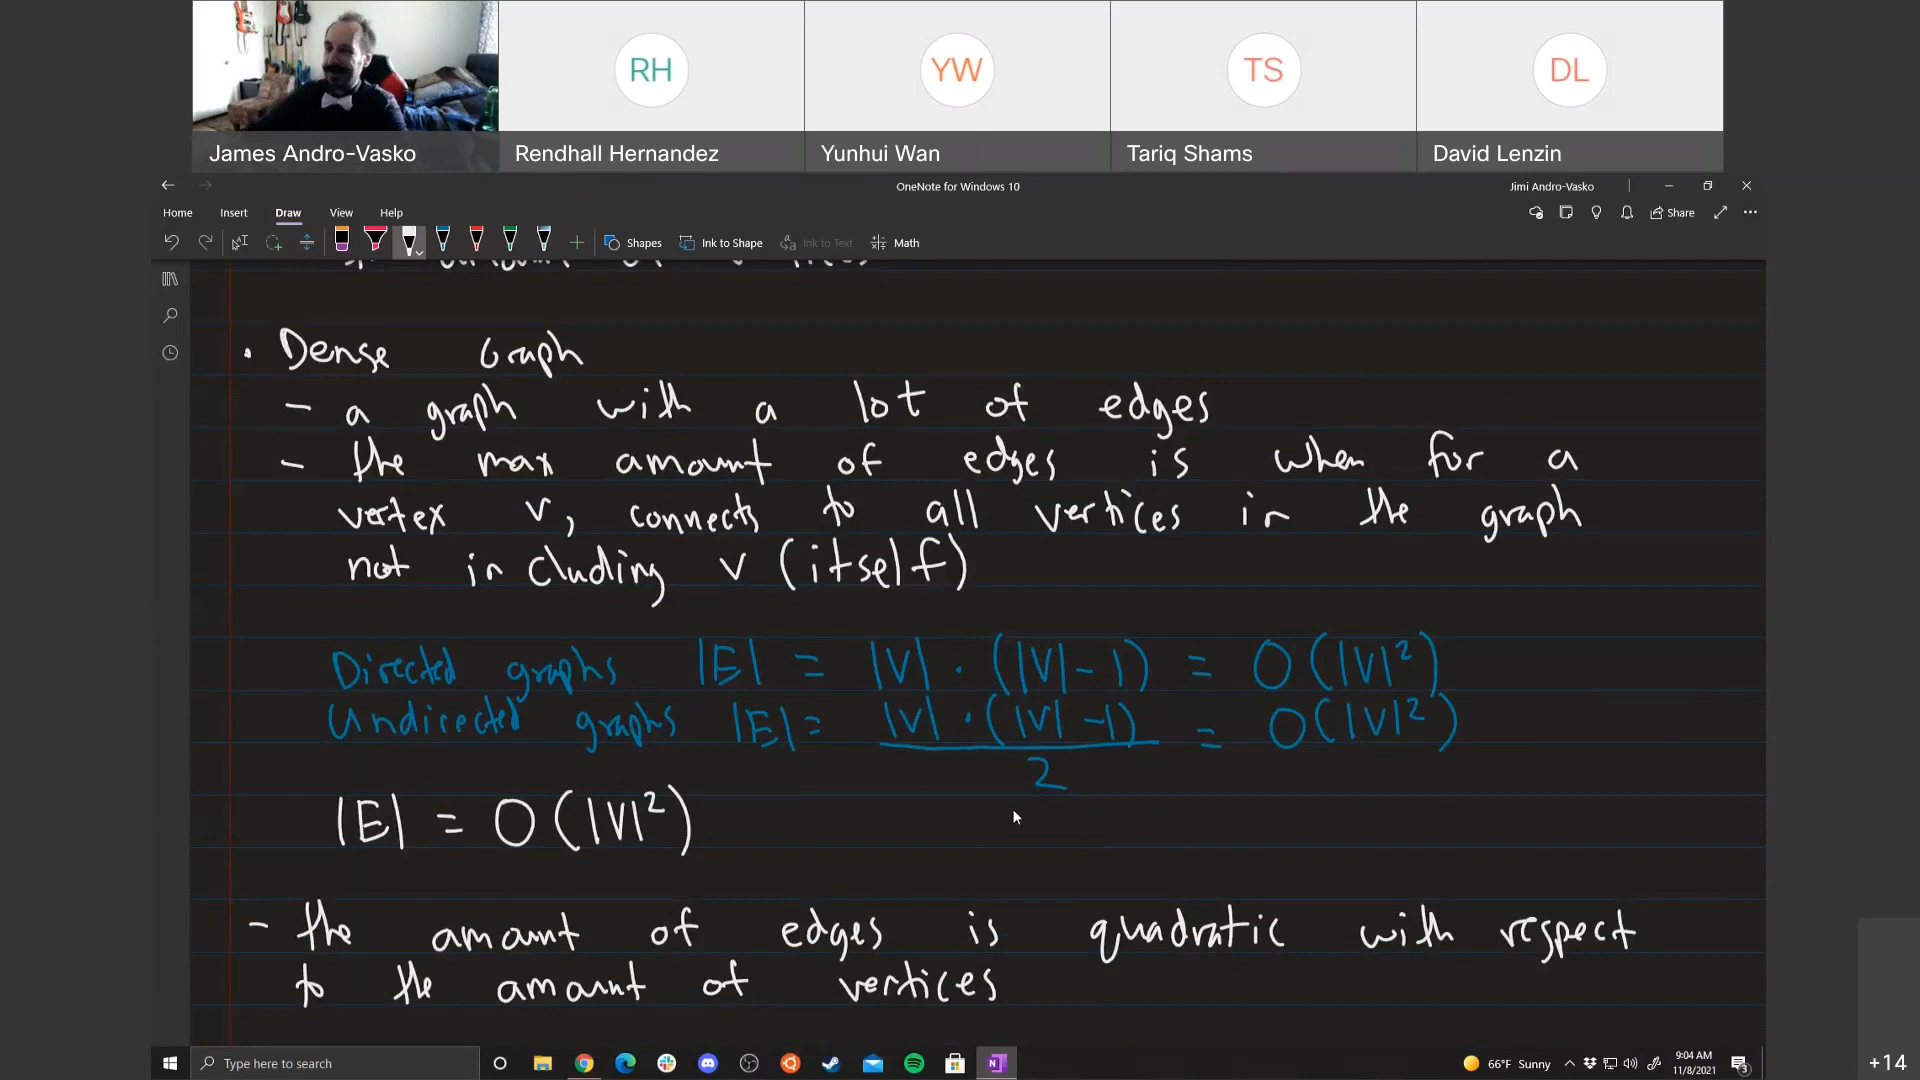 RH
YW
TS
DL
James Andro-Vasko
Rendhall Hernandez
Yunhui Wan
Tariq Shams
David Lenzin
OneNote for Windows 10
Jimi Andro-Vasko
Home Insert Draw View Help
Share
Shapes Ink to Shape Ink to Text Math
• Dense Graph
- a graph with a lot of edges
- the max amount of edges is when for a
vertex v, connects to all vertices in the graph
not including v (itself)
Directed graphs |E| = |V| · (|V| - 1) = O(|V|²)
Undirected graphs |E| = |V| · (|V| - 1) = O(|V|²)
2
|E| = O(|V|²)
- the amount of edges is quadratic with respect
to the amount of vertices
Type here to search
66°F Sunny
9:04 AM
11/8/2021
3
+14